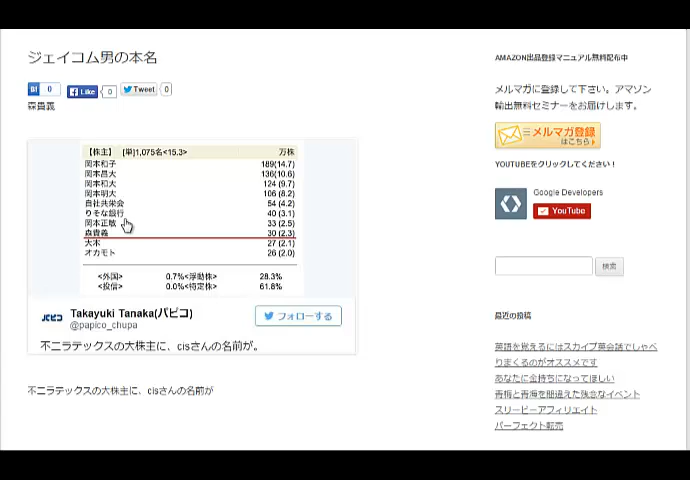 ジェイコム男の本名
B! 0 Like 0 Tweet 0
森貴義
【株主】 [単]1,075名<15.3> 万株
岡本和子 189(14.7)
岡本昌大 136(10.6)
岡本和大 124 (9.7)
岡本明大 106 (8.2)
自社共栄会 54 (4.2)
りそな銀行 40 (3.1)
岡本正敏 33 (2.5)
森貴義 30 (2.3)
大木 27 (2.1)
オカモト 26 (2.0)
<外国> 0.7% <浮動株> 28.3%
<投信> 0.0% <特定株> 61.8%
パピコ
Takayuki Tanaka(パピコ)
@papico_chupa
フォローする
不二ラテックスの大株主に、cisさんの名前が。
不二ラテックスの大株主に、cisさんの名前が
AMAZON出品登録マニュアル無料配布中
メルマガに登録して下さい。アマゾン
輸出無料セミナーをお届けします。
メルマガ登録
はこちら
YOUTUBEをクリックしてください！
Google Developers
YouTube
検索
最近の投稿
英語を覚えるにはスカイプ英会話でしゃべ
りまくるのがオススメです
あなたに金持ちになってほしい
青梅と青海を間違えた残念なイベント
スリーピーアフィリエイト
パーフェクト転売